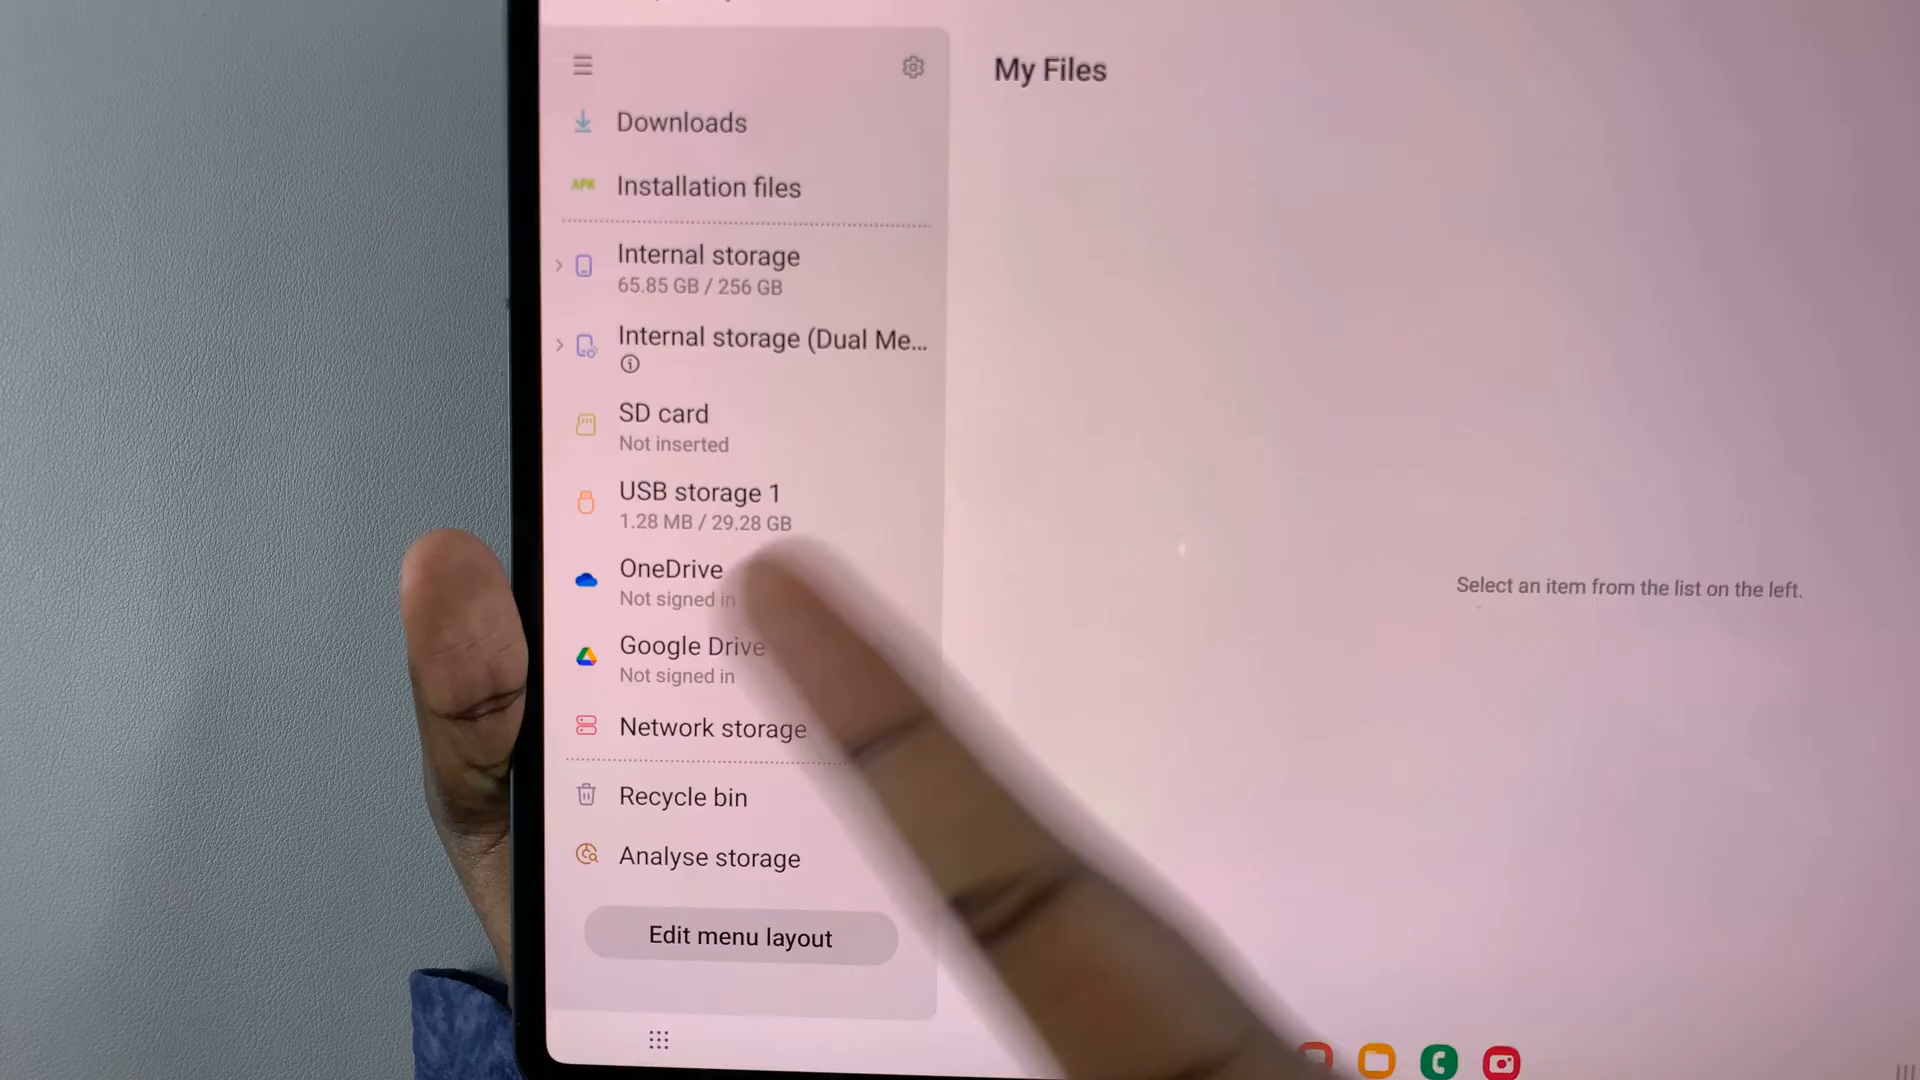 My Files
Downloads
APK
Installation files
Internal storage
65.85 GB / 256 GB
Internal storage (Dual Me...
SD card
Not inserted
USB storage 1
1.28 MB / 29.28 GB
OneDrive
Not signed in
Google Drive
Not signed in
Network storage
Recycle bin
Analyse storage
Edit menu layout
Select an item from the list on the left.